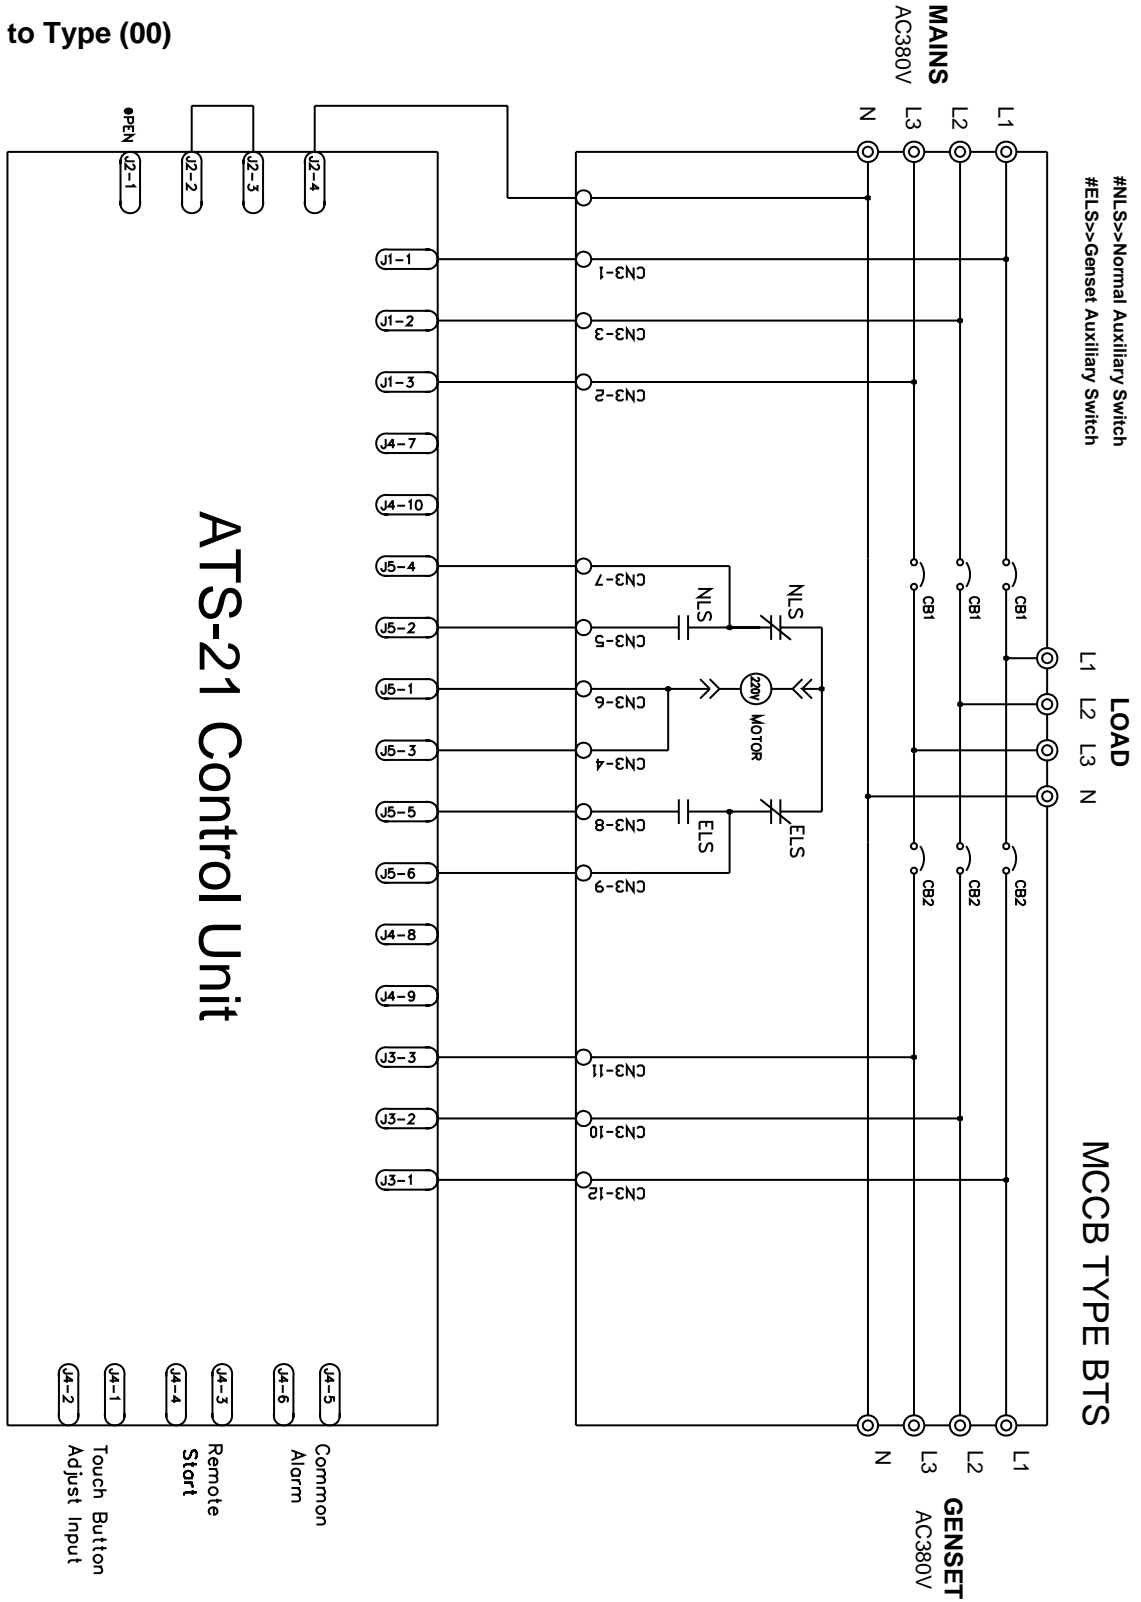 to Type (00)
MAINS
AC380V
N
L3
L2
L1
#NLS>>Normal Auxiliary Switch
#ELS>>Genset Auxiliary Switch
●PEN
J2-1
J2-2
J2-3
J2-4
J1-1
CN3-1
J1-2
CN3-3
J1-3
CN3-2
J4-7
J4-10
J5-4
CN3-7
J5-2
CN3-5
NLS
NLS
J5-1
CN3-6
220V
MOTOR
J5-3
CN3-4
J5-5
CN3-8
ELS
ELS
J5-6
CN3-9
J4-8
J4-9
J3-3
CN3-11
J3-2
CN3-10
J3-1
CN3-12
CB1
CB1
CB1
L1
L2
L3
N
LOAD
CB2
CB2
CB2
ATS-21 Control Unit
MCCB TYPE BTS
J4-2
J4-1
J4-4
J4-3
J4-6
J4-5
Touch Button
Adjust Input
Remote
Start
Common
Alarm
N
L3
L2
L1
GENSET
AC380V